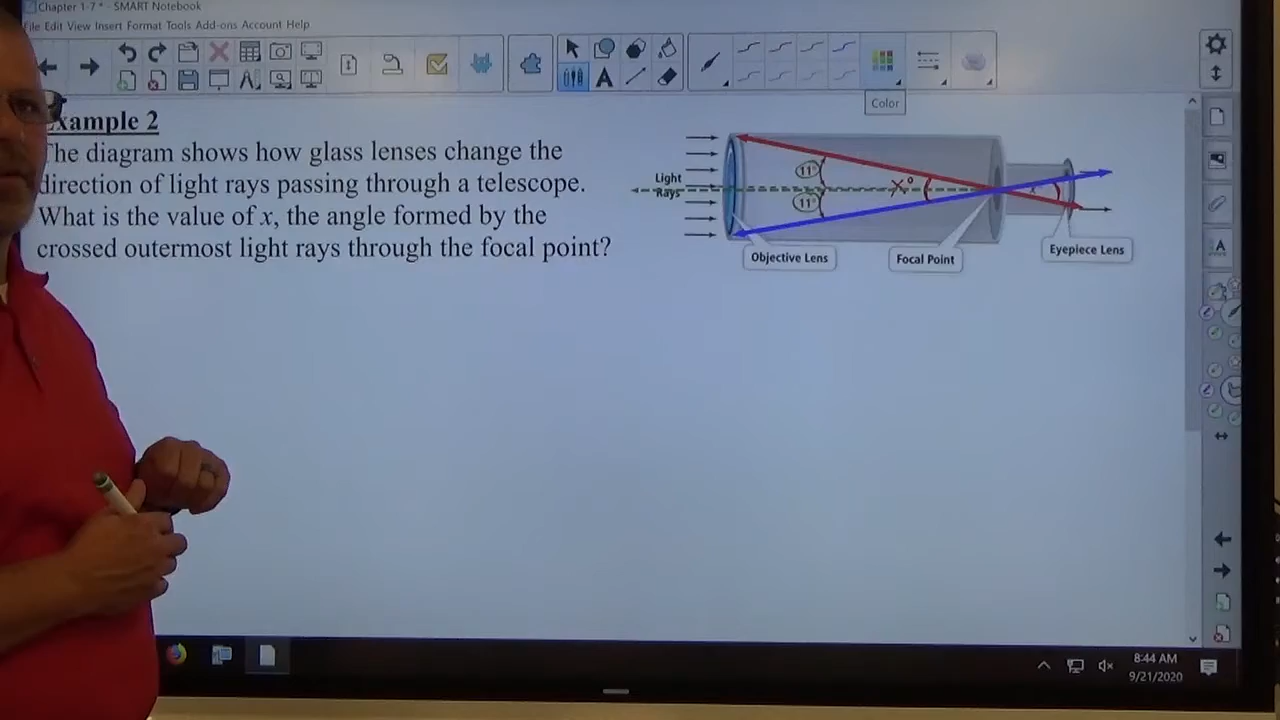 Chapter 1-7 * - SMART Notebook
File Edit View Insert Format Tools Add-ons Account Help
Color
Example 2
The diagram shows how glass lenses change the
direction of light rays passing through a telescope.
What is the value of x, the angle formed by the
crossed outermost light rays through the focal point?
Light
Rays
11°
11°
X°
x
Objective Lens
Focal Point
Eyepiece Lens
8:44 AM
9/21/2020